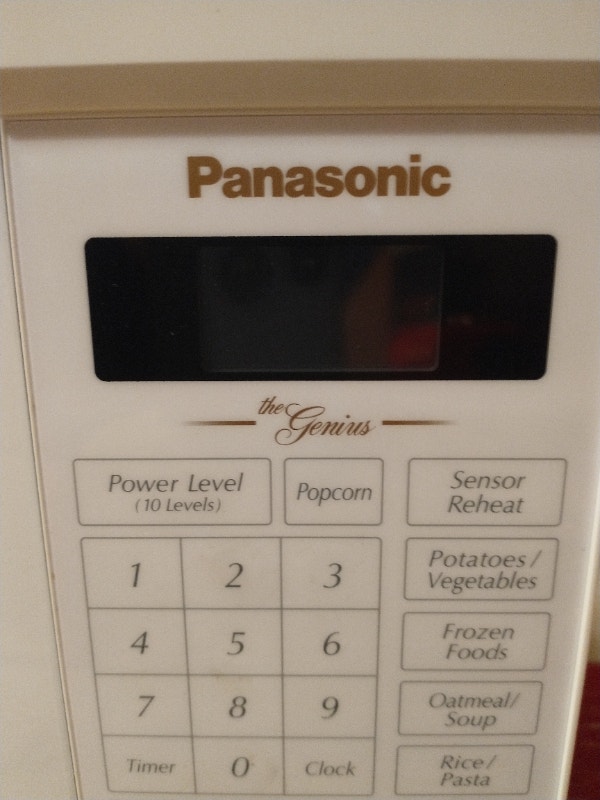 Panasonic
the Genius
Power Level
(10 Levels)
Popcorn
Sensor
Reheat
1 2 3
Potatoes/
Vegetables
4 5 6
Frozen
Foods
7 8 9
Oatmeal/
Soup
Timer 0 Clock
Rice/
Pasta